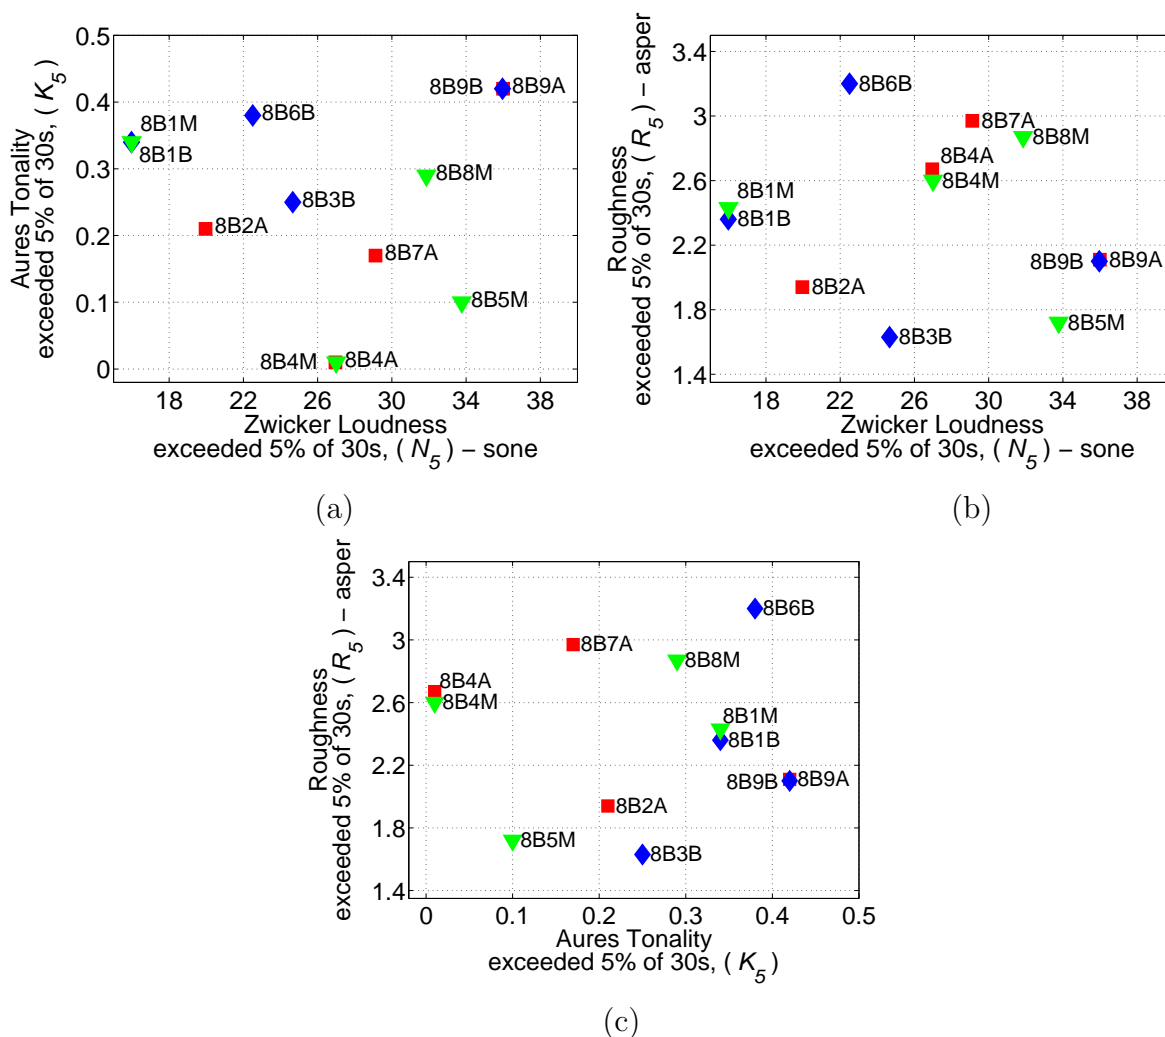 Aures Tonality
exceeded 5% of 30s, ( K5 )
0.5
0.4
0.3
0.2
0.1
0
8B1M
8B1B
8B6B
8B9B
8B9A
8B8M
8B3B
8B2A
8B7A
8B5M
8B4M
8B4A
18 22 26 30 34 38
Zwicker Loudness
exceeded 5% of 30s, ( N5 ) − sone
(a)
Roughness
exceeded 5% of 30s, ( R5 ) − asper
3.4
3
2.6
2.2
1.8
1.4
8B6B
8B7A
8B8M
8B4A
8B4M
8B1M
8B1B
8B9B
8B9A
8B2A
8B5M
8B3B
18 22 26 30 34 38
Zwicker Loudness
exceeded 5% of 30s, ( N5 ) − sone
(b)
Roughness
exceeded 5% of 30s, ( R5 ) − asper
3.4
3
2.6
2.2
1.8
1.4
8B6B
8B7A
8B8M
8B4A
8B4M
8B1M
8B1B
8B9B
8B9A
8B2A
8B5M
8B3B
0 0.1 0.2 0.3 0.4 0.5
Aures Tonality
exceeded 5% of 30s, ( K5 )
(c)